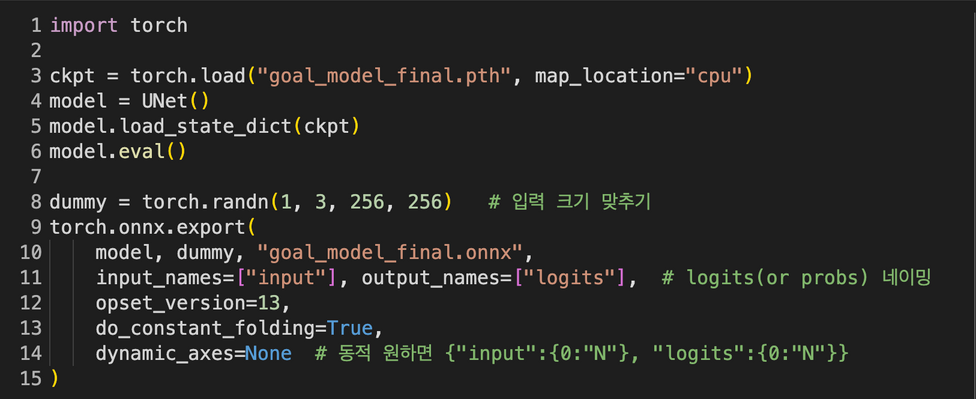 1 import torch
2
3 ckpt = torch.load("goal_model_final.pth", map_location="cpu")
4 model = UNet()
5 model.load_state_dict(ckpt)
6 model.eval()
7
8 dummy = torch.randn(1, 3, 256, 256)   # 입력 크기 맞추기
9 torch.onnx.export(
10     model, dummy, "goal_model_final.onnx",
11     input_names=["input"], output_names=["logits"],  # logits(or probs) 네이밍
12     opset_version=13,
13     do_constant_folding=True,
14     dynamic_axes=None  # 동적 원하면 {"input":{0:"N"}, "logits":{0:"N"}}
15 )